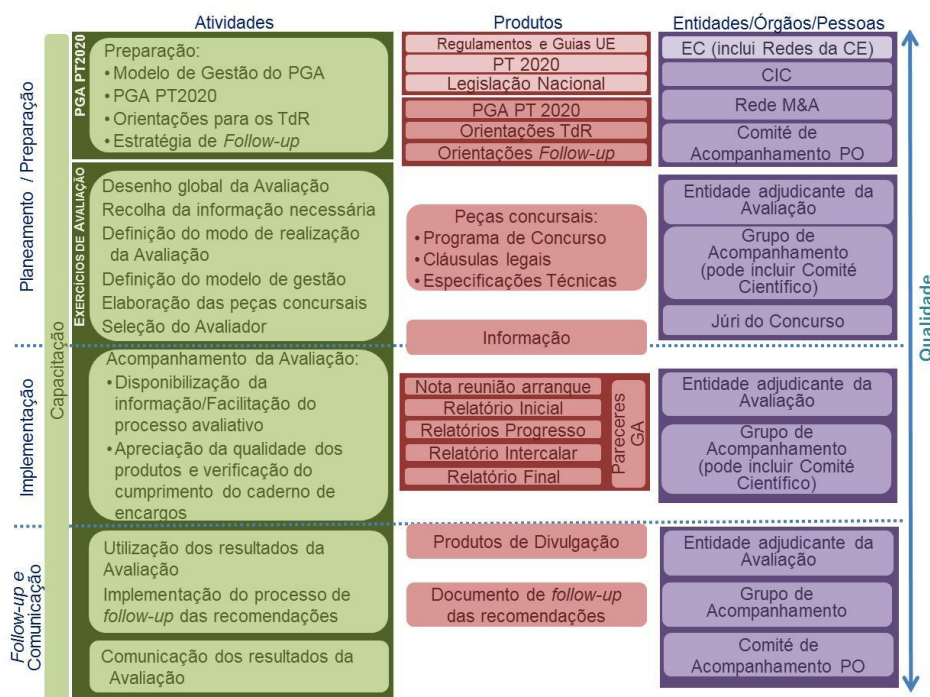 Atividades
Produtos
Entidades/Órgãos/Pessoas
Planeamento / Preparação
Implementação
Follow-up e
Comunicação
Capacitação
PGA PT2020
Preparação:
• Modelo de Gestão do PGA
• PGA PT2020
• Orientações para os TdR
• Estratégia de Follow-up
Regulamentos e Guias UE
PT 2020
Legislação Nacional
PGA PT 2020
Orientações TdR
Orientações Follow-up
EC (inclui Redes da CE)
CIC
Rede M&A
Comité de
Acompanhamento PO
EXERCÍCIOS DE AVALIAÇÃO
Desenho global da Avaliação
Recolha da informação necessária
Definição do modo de realização
da Avaliação
Definição do modelo de gestão
Elaboração das peças concursais
Seleção do Avaliador
Peças concursais:
• Programa de Concurso
• Cláusulas legais
• Especificações Técnicas
Informação
Entidade adjudicante da
Avaliação
Grupo de
Acompanhamento
(pode incluir Comité
Científico)
Júri do Concurso
Acompanhamento da Avaliação:
• Disponibilização da
informação/Facilitação do
processo avaliativo
• Apreciação da qualidade dos
produtos e verificação do
cumprimento do caderno de
encargos
Nota reunião arranque
Relatório Inicial
Relatórios Progresso
Relatório Intercalar
Relatório Final
Pareceres
GA
Entidade adjudicante da
Avaliação
Grupo de
Acompanhamento
(pode incluir Comité
Científico)
Utilização dos resultados da
Avaliação
Implementação do processo de
follow-up das recomendações
Comunicação dos resultados da
Avaliação
Produtos de Divulgação
Documento de follow-up
das recomendações
Entidade adjudicante da
Avaliação
Grupo de
Acompanhamento
Comité de
Acompanhamento PO
Qualidade